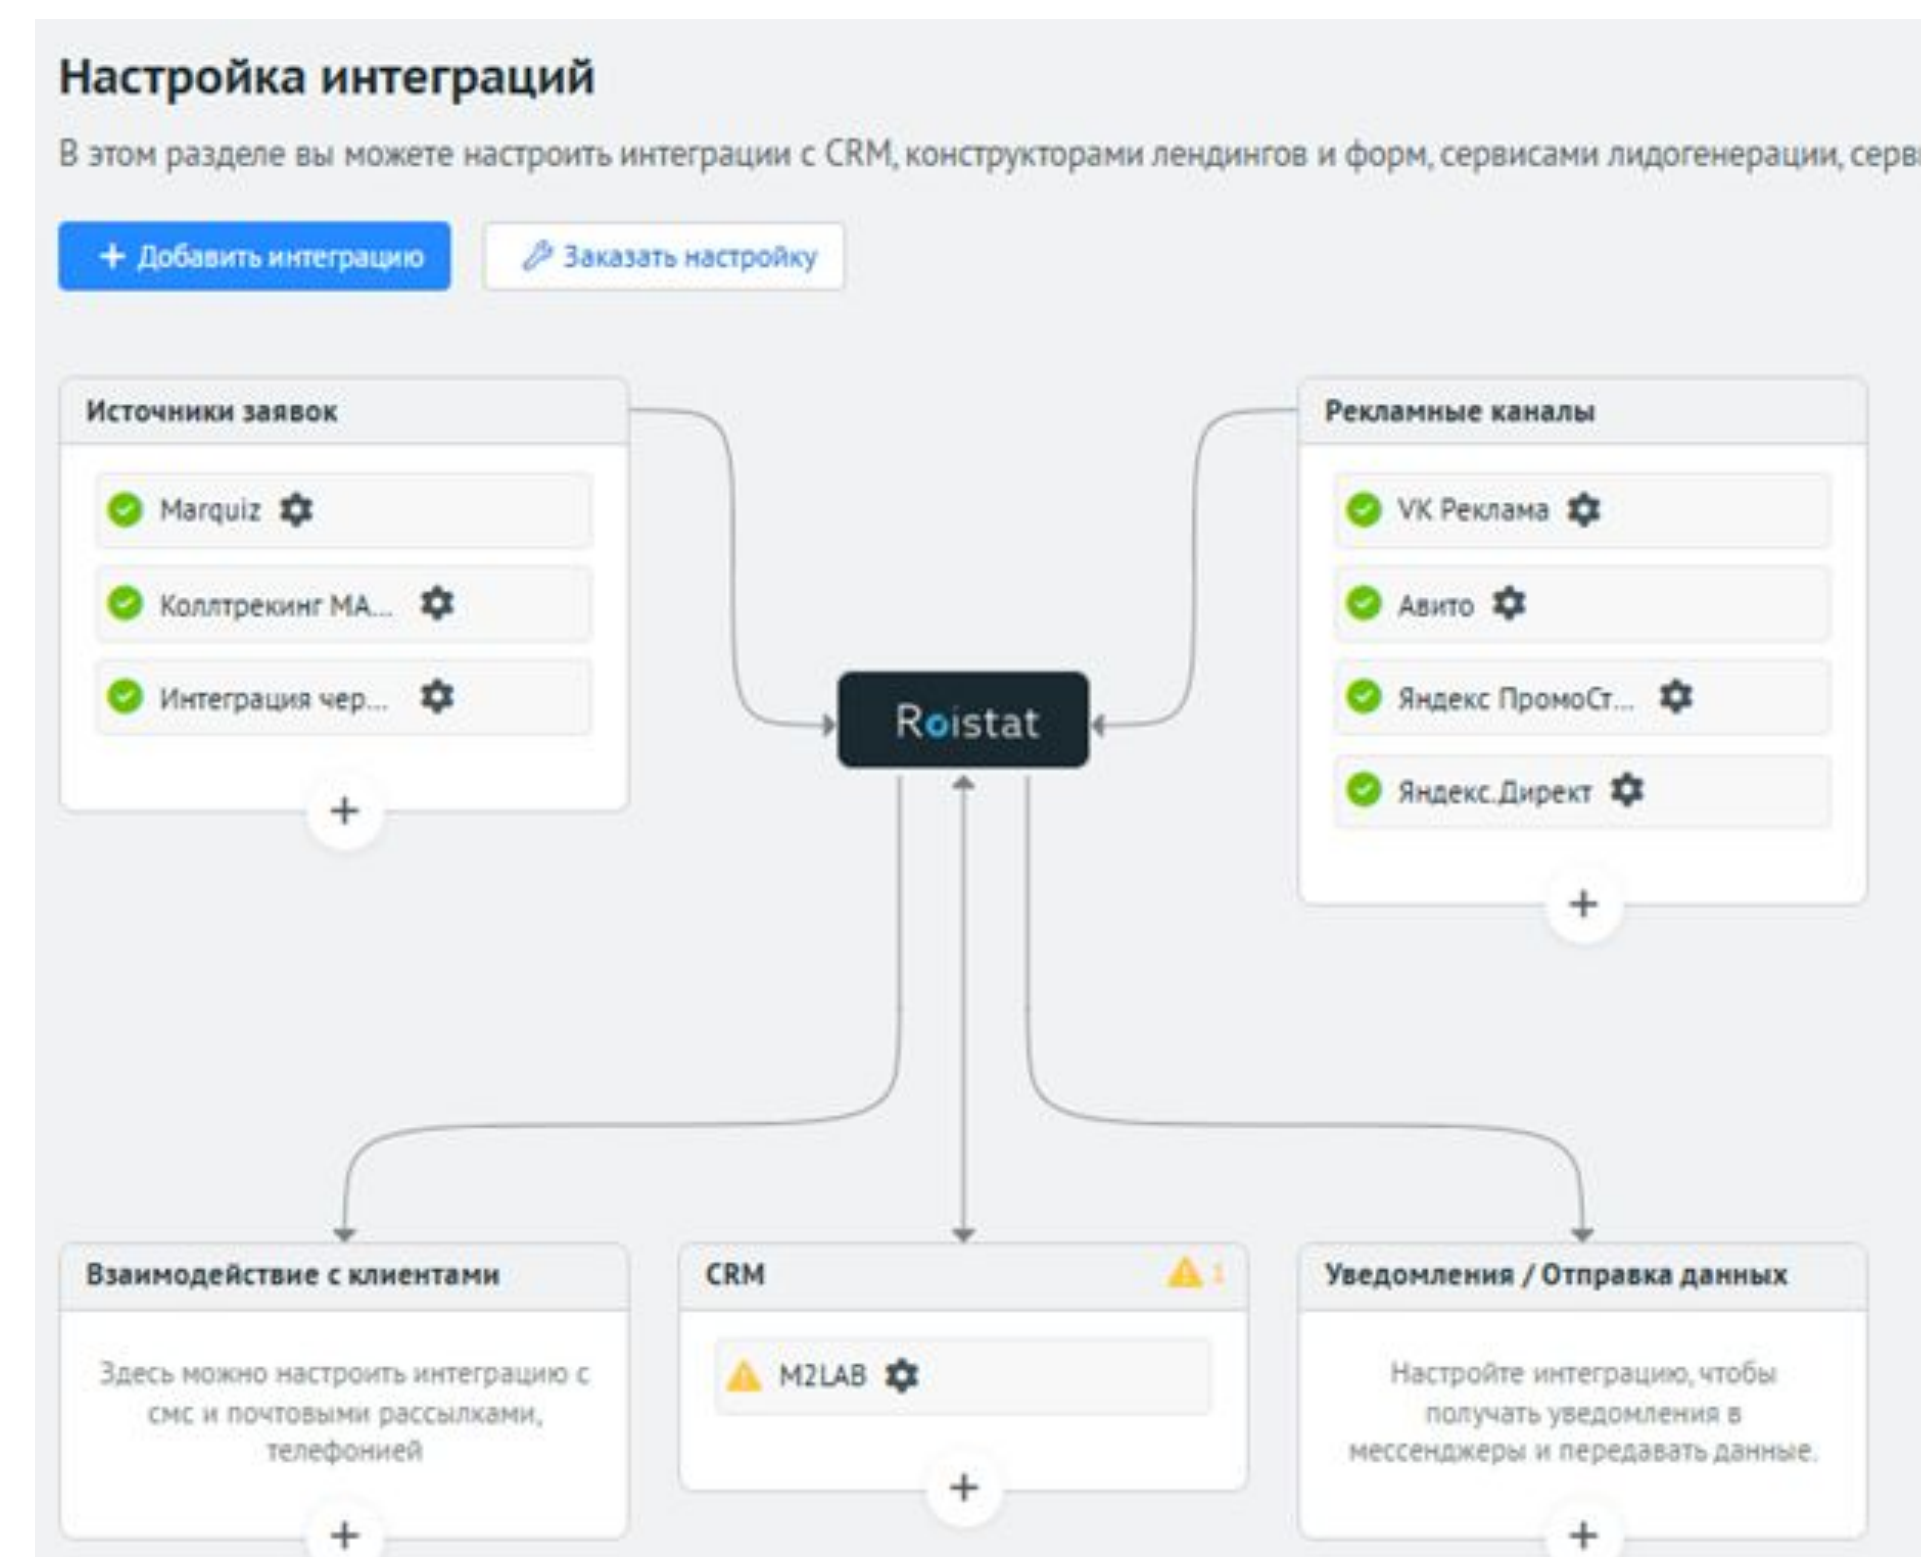 Настройка интеграций
В этом разделе вы можете настроить интеграции с CRM, конструкторами лендингов и форм, сервисами лидогенерации,
+ Добавить интеграцию
Заказать настройку
Источники заявок
Marquiz
Коллтрекинг МА...
Интеграция чер...
+
Рекламные каналы
VK Реклама
Авито
Яндекс ПромоСт...
Яндекс.Директ
+
Roistat
Взаимодействие с клиентами
Здесь можно настроить интеграцию с
смс и почтовыми рассылками,
телефонией
+
CRM 1
M2LAB
+
Уведомления / Отправка данных
Настройте интеграцию, чтобы
получать уведомления в
мессенджеры и передавать данные.
+